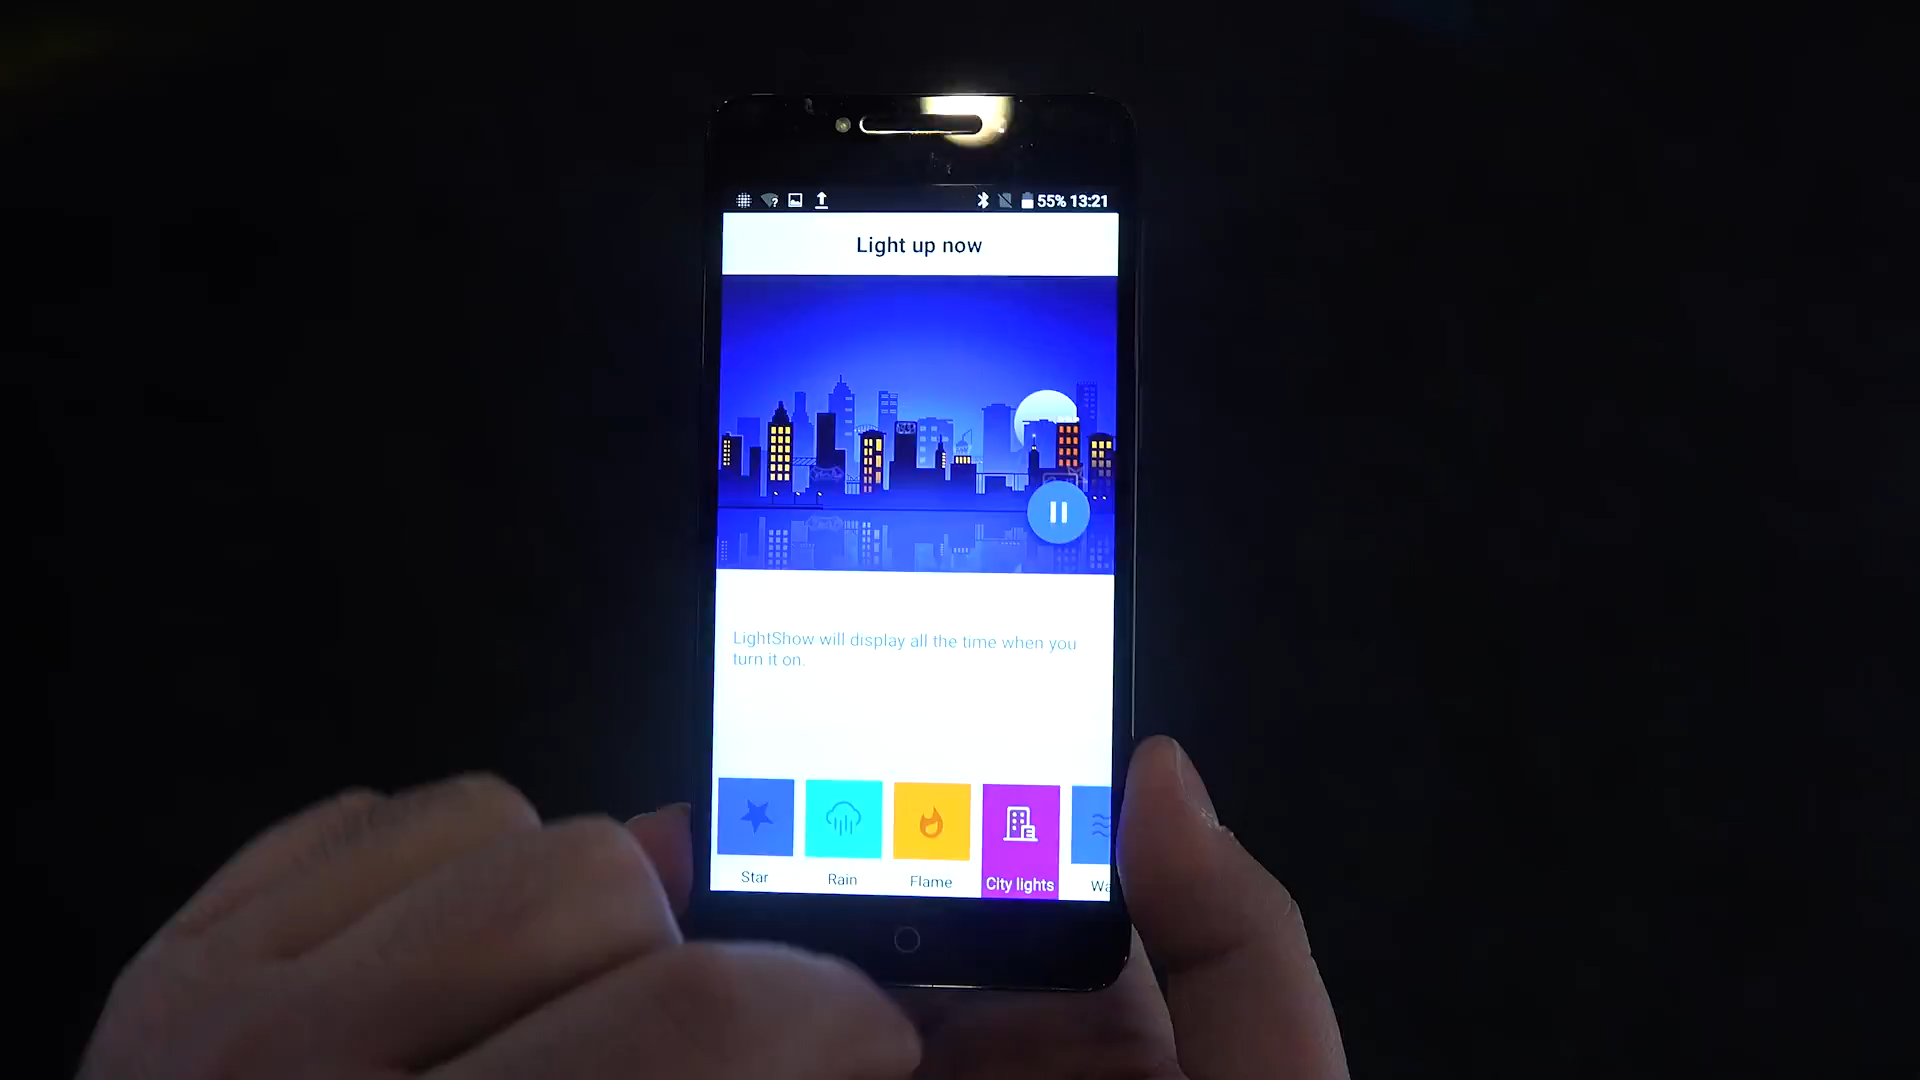 55% 13:21
Light up now
LightShow will display all the time when you
turn it on.
Star
Rain
Flame
City lights